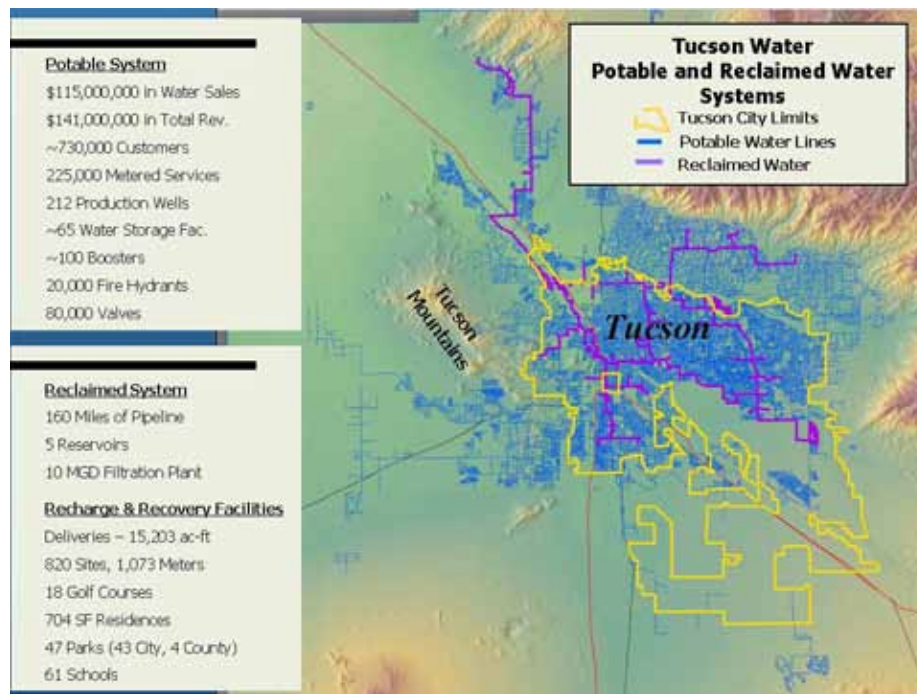 Potable System
$115,000,000 in Water Sales
$141,000,000 in Total Rev.
~730,000 Customers
225,000 Metered Services
212 Production Wells
~65 Water Storage Fac.
~100 Boosters
20,000 Fire Hydrants
80,000 Valves
Reclaimed System
160 Miles of Pipeline
5 Reservoirs
10 MGD Filtration Plant
Recharge & Recovery Facilities
Deliveries – 15,203 ac-ft
820 Sites, 1,073 Meters
18 Golf Courses
704 SF Residences
47 Parks (43 City, 4 County)
61 Schools
Tucson Water
Potable and Reclaimed Water
Systems
Tucson City Limits
Potable Water Lines
Reclaimed Water
Tucson
Mountains
Tucson